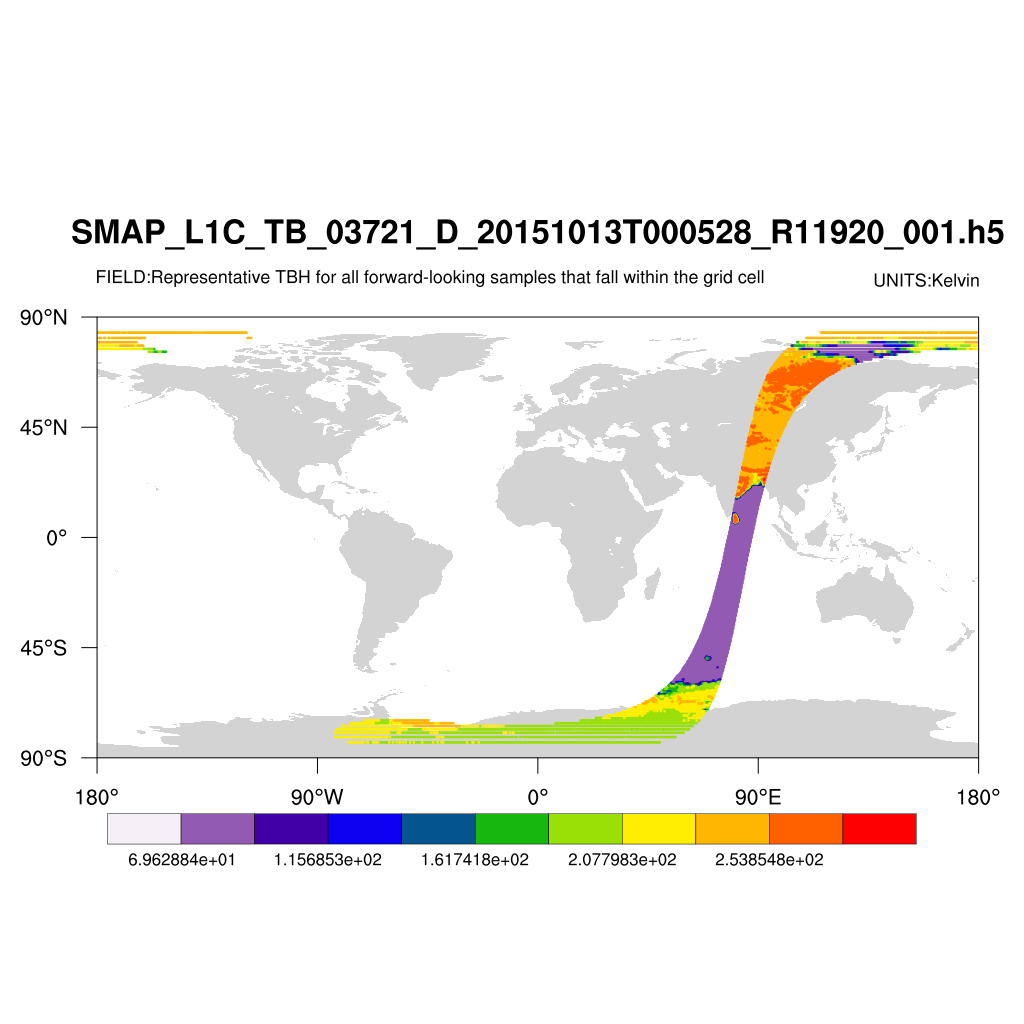 SMAP_L1C_TB_03721_D_20151013T000528_R11920_001.h5
FIELD:Representative TBH for all forward-looking samples that fall within the grid cell
UNITS:Kelvin
90°N
45°N
0°
45°S
90°S
180° 90°W 0° 90°E 180°
6.962884e+01 1.156853e+02 1.617418e+02 2.077983e+02 2.538548e+02